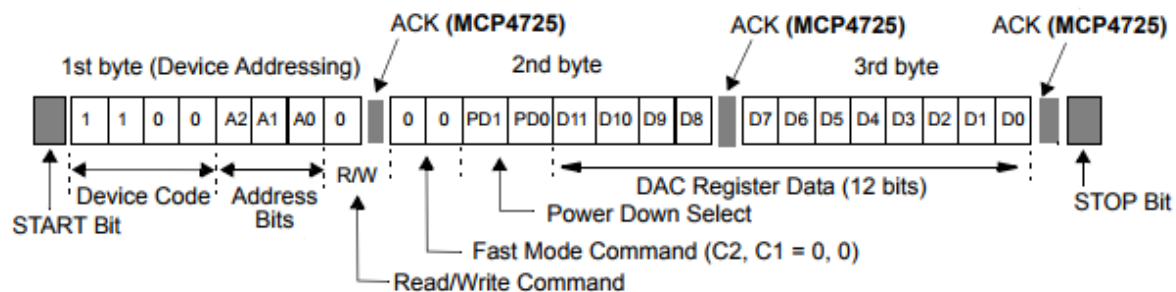 ACK (MCP4725) ACK (MCP4725) ACK (MCP4725)
1st byte (Device Addressing) 2nd byte 3rd byte
1 1 0 0 A2 A1 A0 0 0 0 PD1 PD0 D11 D10 D9 D8 D7 D6 D5 D4 D3 D2 D1 D0
R/W
Device Code Address Bits DAC Register Data (12 bits)
START Bit Power Down Select STOP Bit
Fast Mode Command (C2, C1 = 0, 0)
Read/Write Command